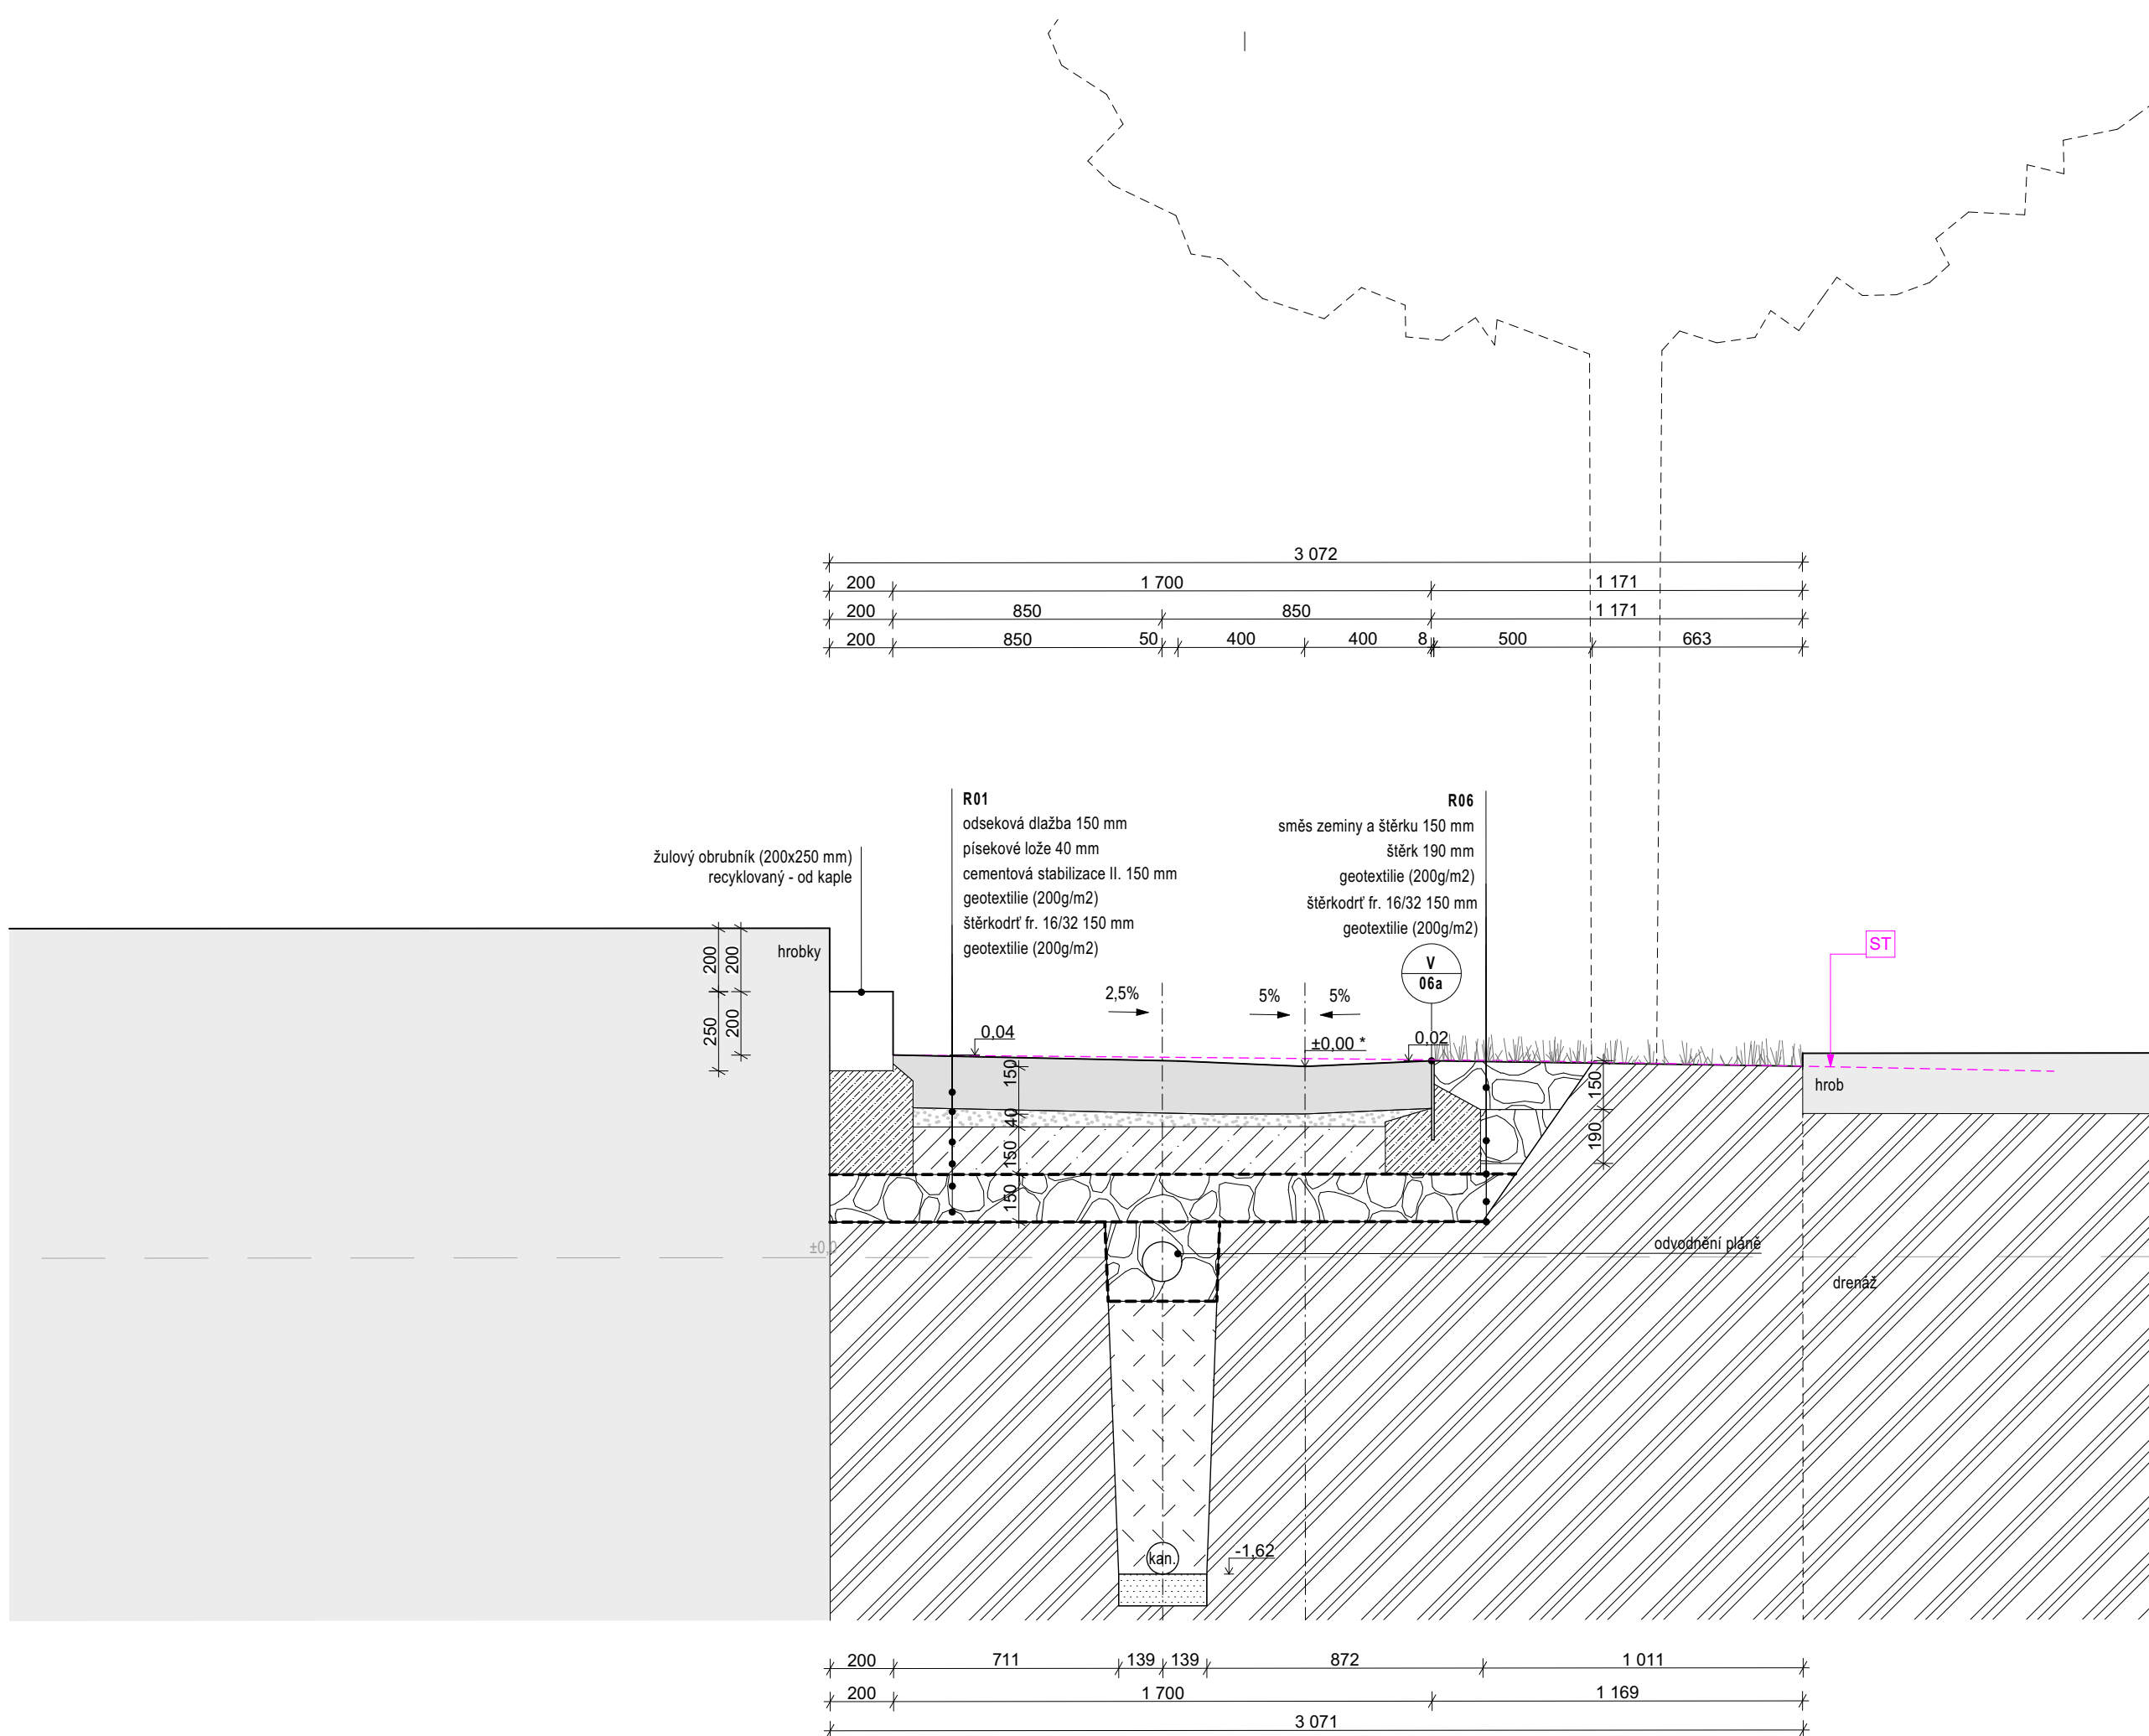 3 072
200 1 700 1 171
200 850 850 1 171
200 850 50 400 400 8 500 663
R01
odseková dlažba 150 mm
písekové lože 40 mm
cementová stabilizace II. 150 mm
geotextilie (200g/m2)
štěrkodrť fr. 16/32 150 mm
geotextilie (200g/m2)
R06
směs zeminy a štěrku 150 mm
štěrk 190 mm
geotextilie (200g/m2)
štěrkodrť fr. 16/32 150 mm
geotextilie (200g/m2)
žulový obrubník (200x250 mm)
recyklovaný - od kaple
hrobky
200
200
250
200
V
06a
ST
2,5%
5%
5%
0,04
±0,00 *
0,02
150
40
150
150
150
190
hrob
±0,0
odvodnění pláně
drenáž
kan.
-1,62
200 711 139 139 872 1 011
200 1 700 1 169
3 071